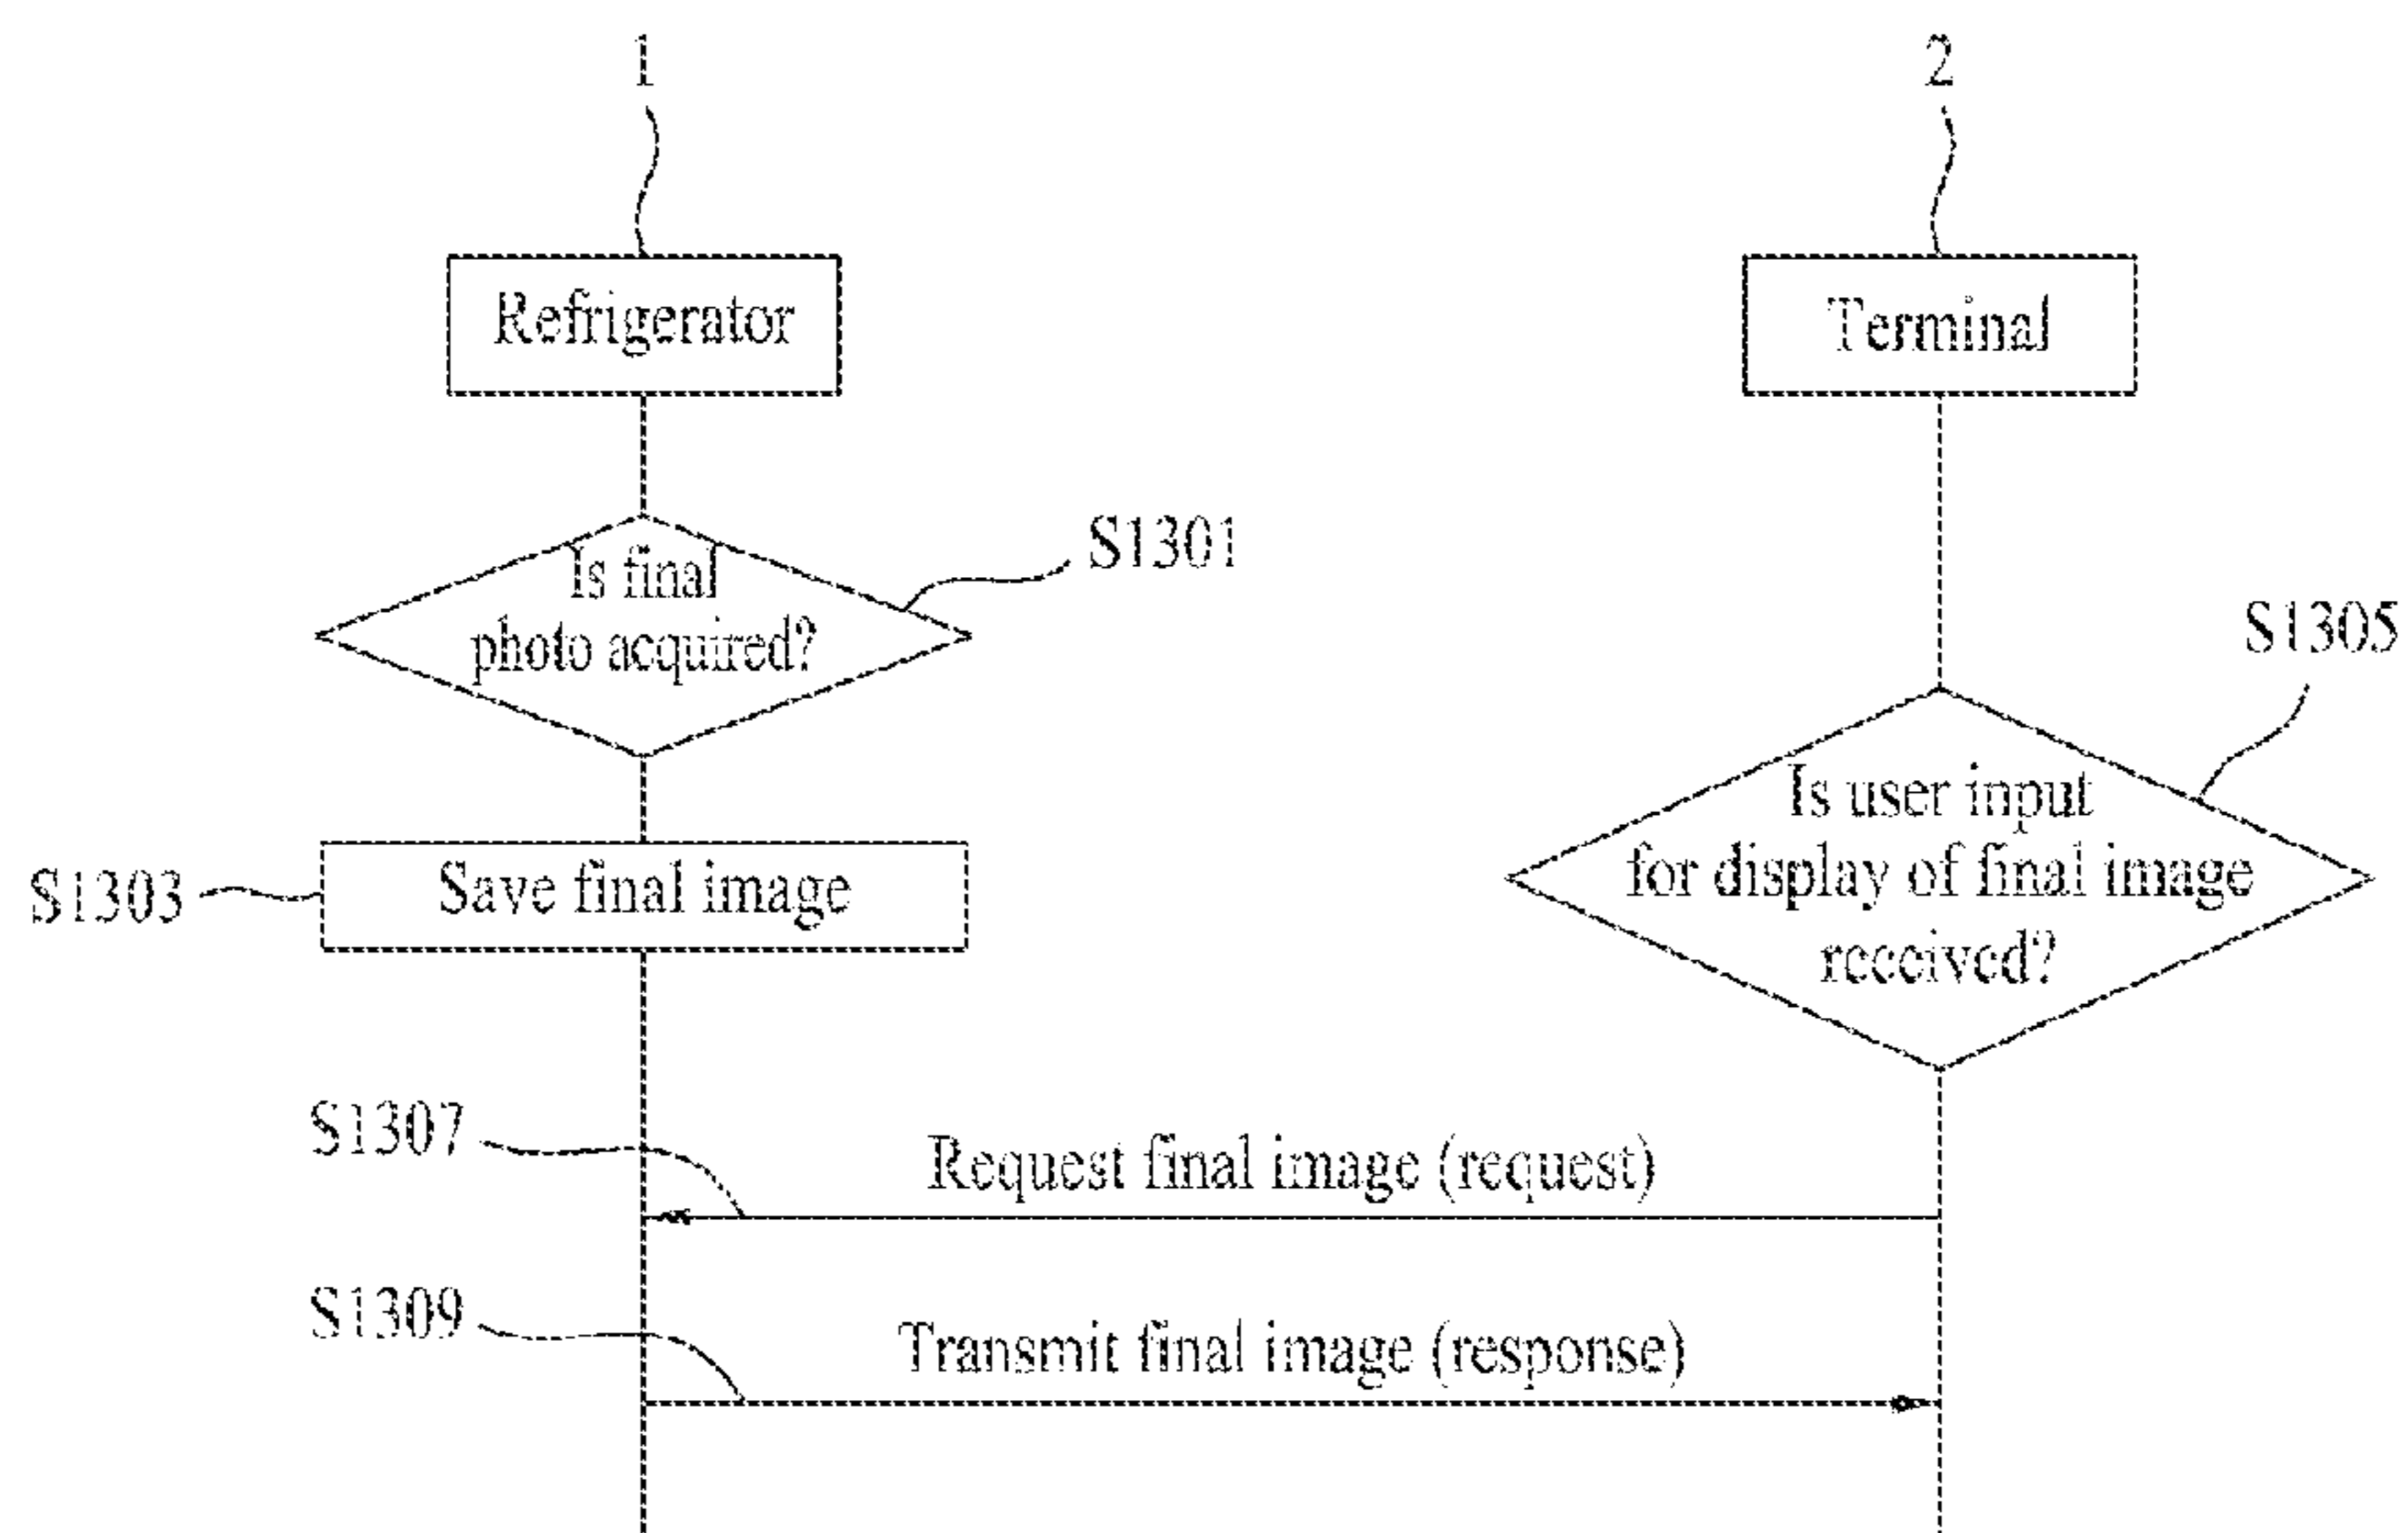 1
2
Refrigerator
Terminal
Is final
photo acquired?
S1301
S1305
Is user input
for display of final image
received?
Save final image
S1303
S1307
Request final image (request)
S1309
Transmit final image (response)